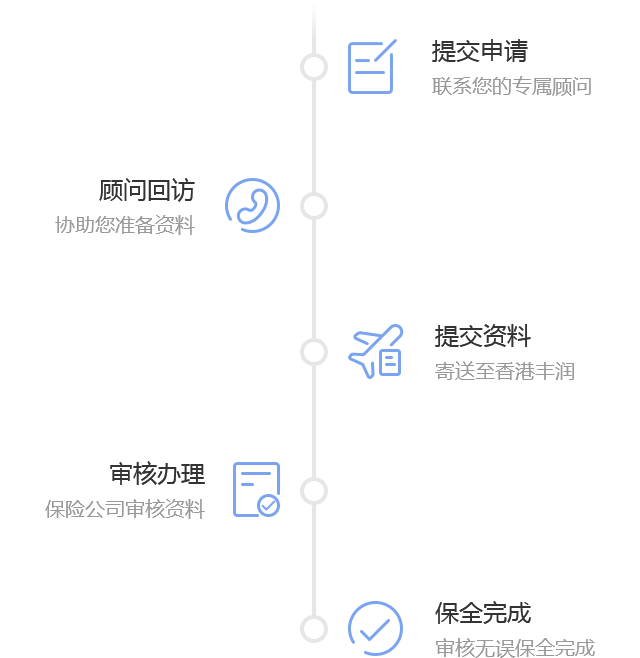 提交申请
联系您的专属顾问
顾问回访
协助您准备资料
提交资料
寄送至香港丰润
审核办理
保险公司审核资料
保全完成
审核无误保全完成